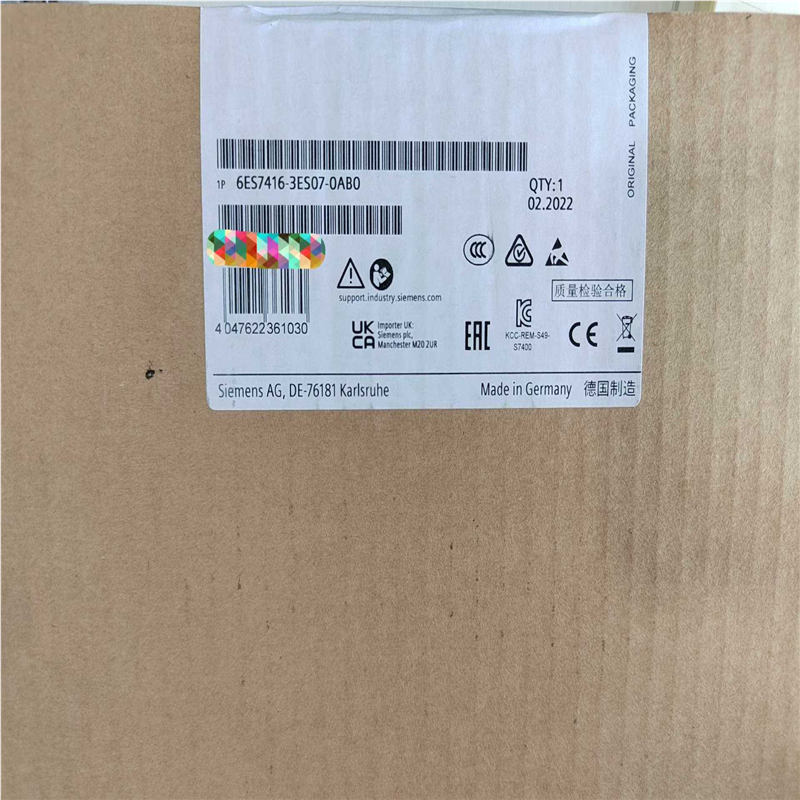 ORIGINAL PACKAGING
1P 6ES7416-3ES07-0AB0
QTY:1
02.2022
support.industry.siemens.com
质量检验合格
4 047622 361030
UK
CA
Importer UK:
Siemens plc,
Manchester M20 2UR
EAC
KCC-REM-S49-
S7400
CE
Siemens AG, DE-76181 Karlsruhe
Made in Germany 德国制造